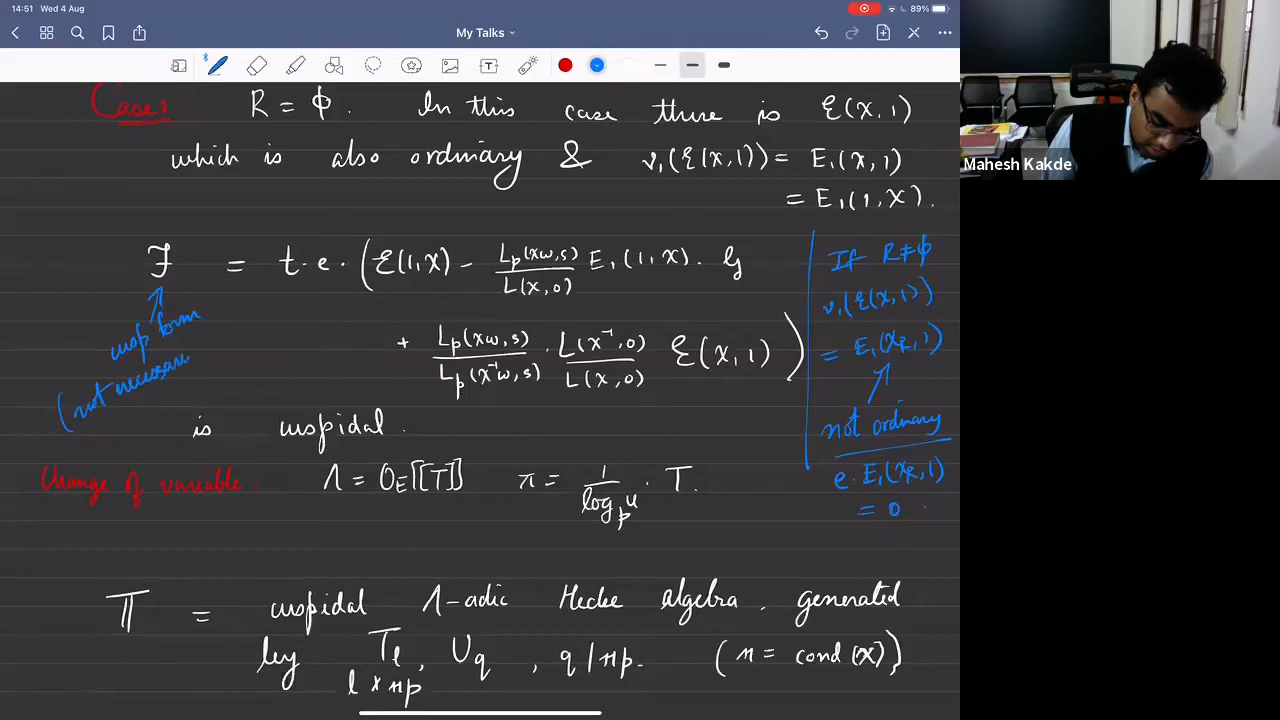 14:51 Wed 4 Aug
89%
My Talks
Case: R = ϕ. In this case there is ℰ(χ,1)
which is also ordinary & ν₁(ℰ(χ,1)) = E₁(χ,1)
= E₁(1,χ).
ℱ = t·e·(ℰ(1,χ) − Lp(χω,s)/L(χ,0) E₁(1,χ)·𝒢
+ Lp(χω,s)/Lp(χ⁻¹ω,s) · L(χ⁻¹,0)/L(χ,0) ℰ(χ,1))
is cuspidal.
cusp form
(not necessar
If R≠ϕ
ν₁(ℰ(χ,1))
= E₁(χ_R,1)
not ordinary
e·E₁(χ_R,1)
= 0
Change of variable Λ = O_E[[T]] π = 1/log_p u · T.
𝕋 = cuspidal Λ-adic Hecke algebra generated
by T_l, U_q, q|np. (n = cond(χ))
l ∤ np
Mahesh Kakde